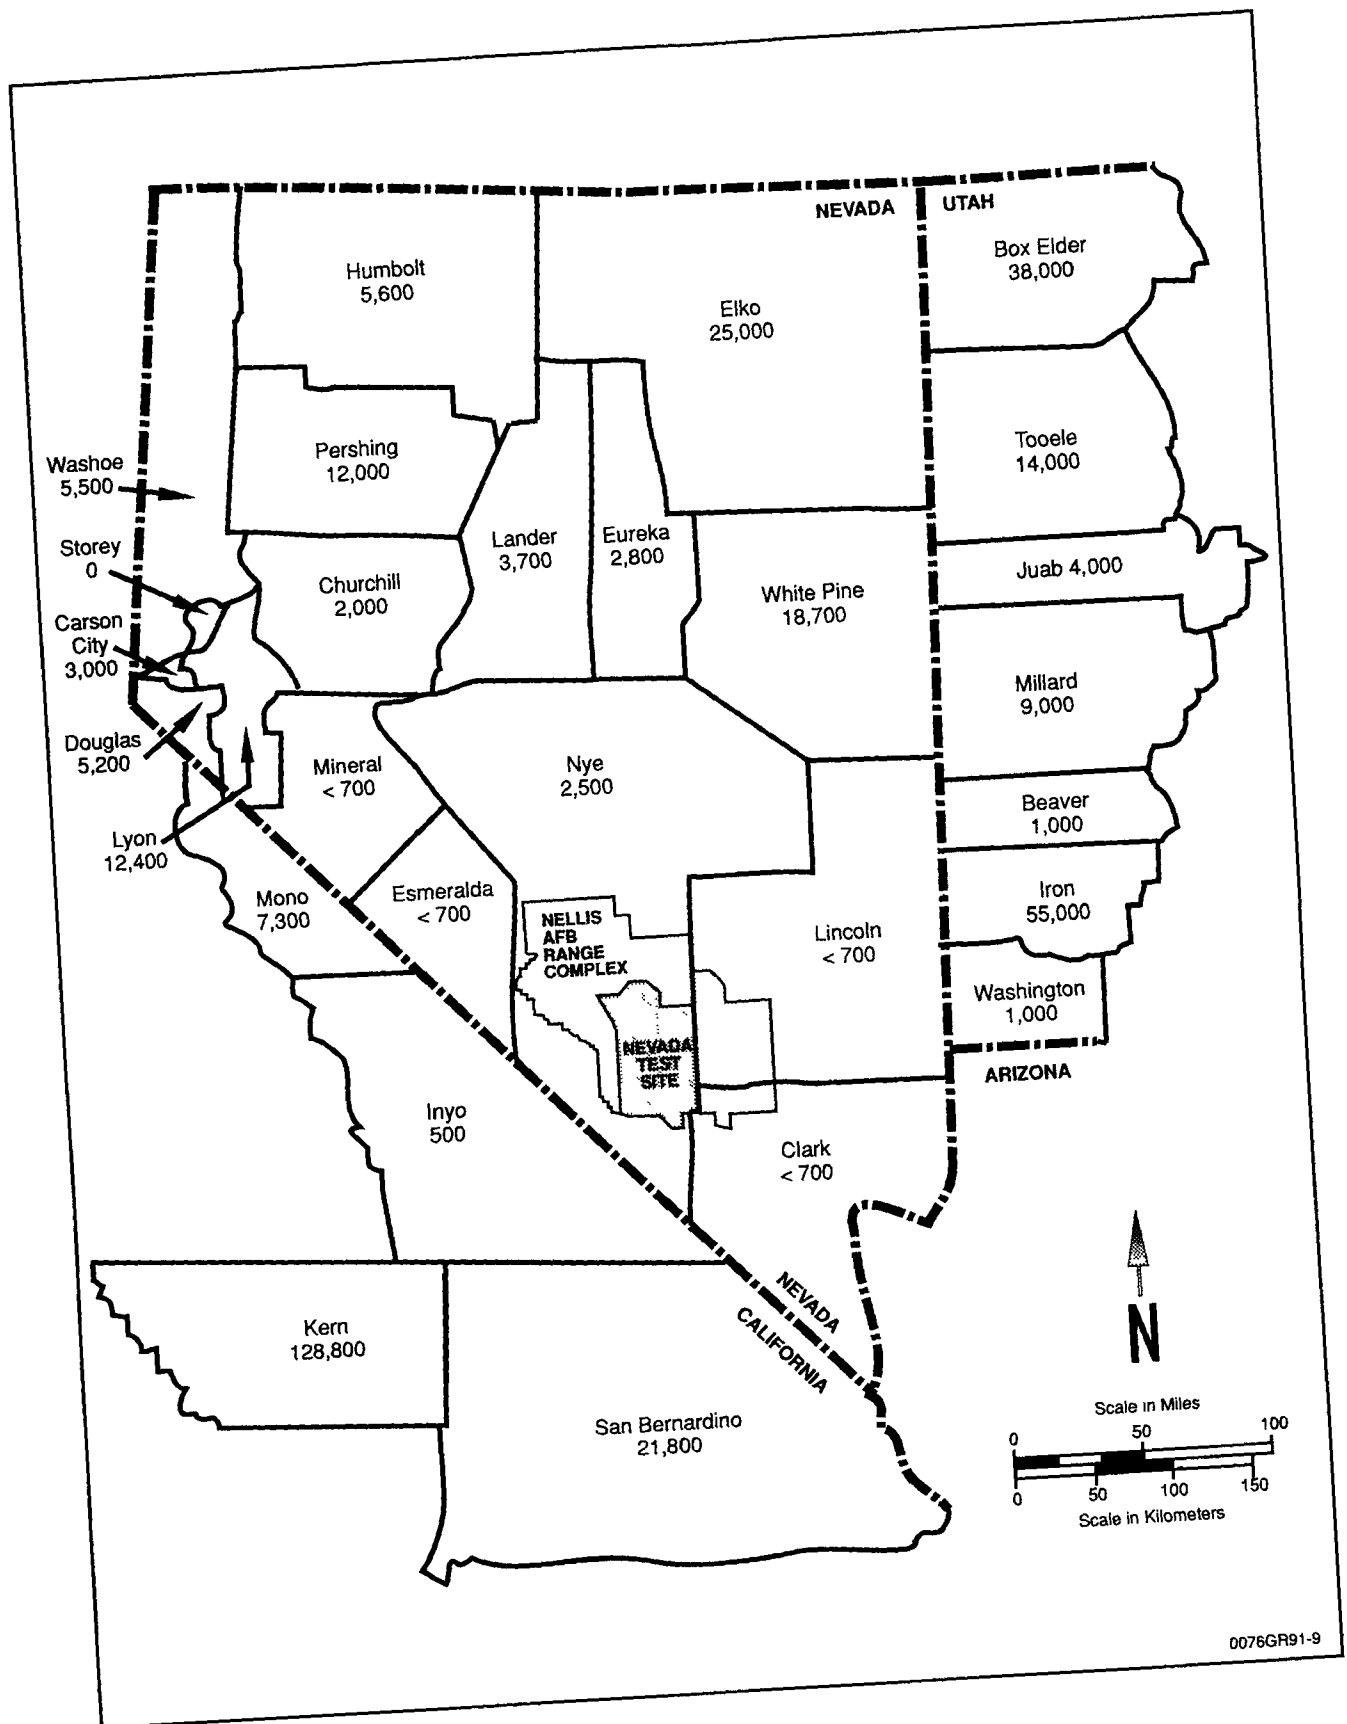 NEVADA
UTAH
Humbolt
5,600
Elko
25,000
Box Elder
38,000
Pershing
12,000
Tooele
14,000
Washoe
5,500
Lander
3,700
Eureka
2,800
Storey
0
Churchill
2,000
White Pine
18,700
Juab 4,000
Carson
City
3,000
Millard
9,000
Douglas
5,200
Mineral
< 700
Nye
2,500
Beaver
1,000
Lyon
12,400
Mono
7,300
Esmeralda
< 700
NELLIS
AFB
RANGE
COMPLEX
Lincoln
< 700
Iron
55,000
Washington
1,000
NEVADA
TEST
SITE
ARIZONA
Inyo
500
Clark
< 700
NEVADA
CALIFORNIA
N
Kern
128,800
San Bernardino
21,800
Scale in Miles
0 50 100
0 50 100 150
Scale in Kilometers
0076GR91-9